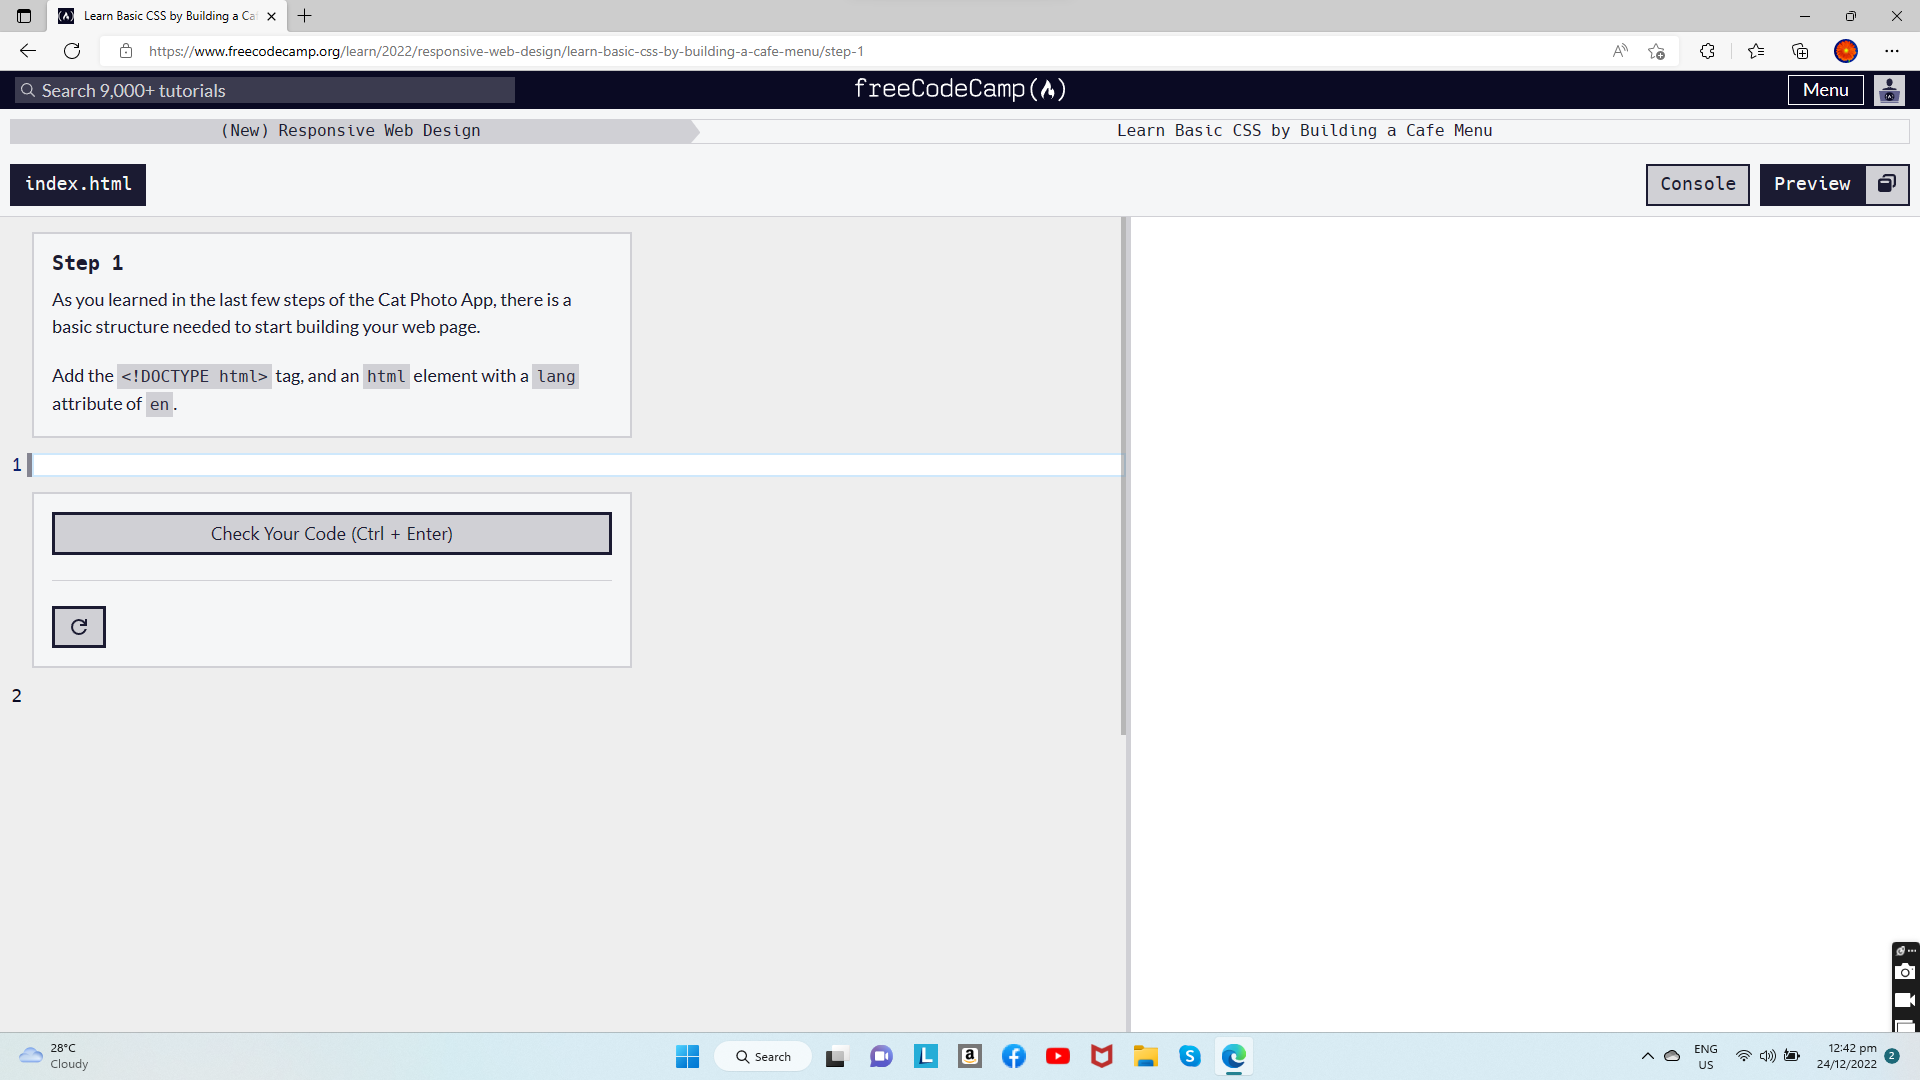 Learn Basic CSS by Building a Caf
https://www.freecodecamp.org/learn/2022/responsive-web-design/learn-basic-css-by-building-a-cafe-menu/step-1
Search 9,000+ tutorials
freeCodeCamp
Menu
(New) Responsive Web Design
Learn Basic CSS by Building a Cafe Menu
index.html
Console
Preview
Step 1
As you learned in the last few steps of the Cat Photo App, there is a
basic structure needed to start building your web page.
Add the <!DOCTYPE html> tag, and an html element with a lang
attribute of en.
1
Check Your Code (Ctrl + Enter)
2
28°C
Cloudy
Search
ENG
US
12:42 pm
24/12/2022
2